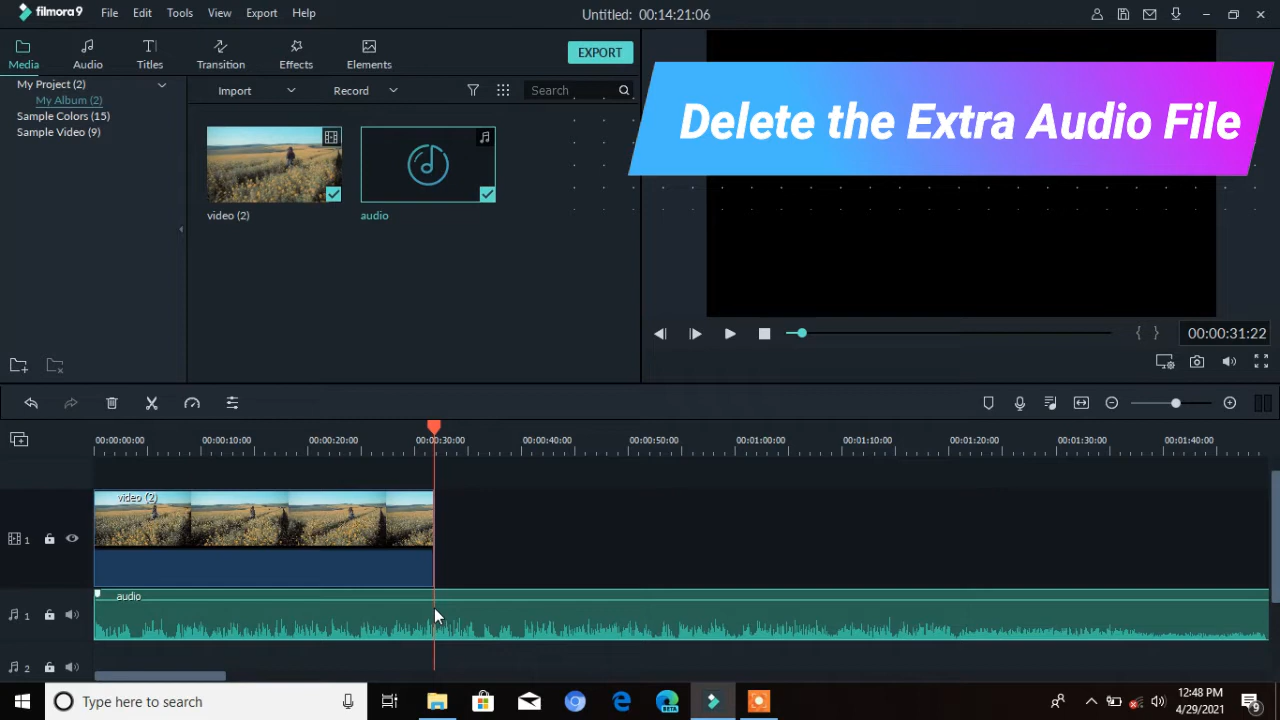 filmora9 File Edit Tools View Export Help Untitled: 00:14:21:06
Media Audio Titles Transition Effects Elements EXPORT
My Project (2)
My Album (2)
Sample Colors (15)
Sample Video (9)
Import Record Search
video (2) audio
Delete the Extra Audio File
00:00:31:22
00:00:00:00 00:00:10:00 00:00:20:00 00:00:30:00 00:00:40:00 00:00:50:00 00:01:00:00 00:01:10:00 00:01:20:00 00:01:30:00 00:01:40:00
video (2)
1
audio
1
2
Type here to search
BETA
12:48 PM
4/29/2021
9